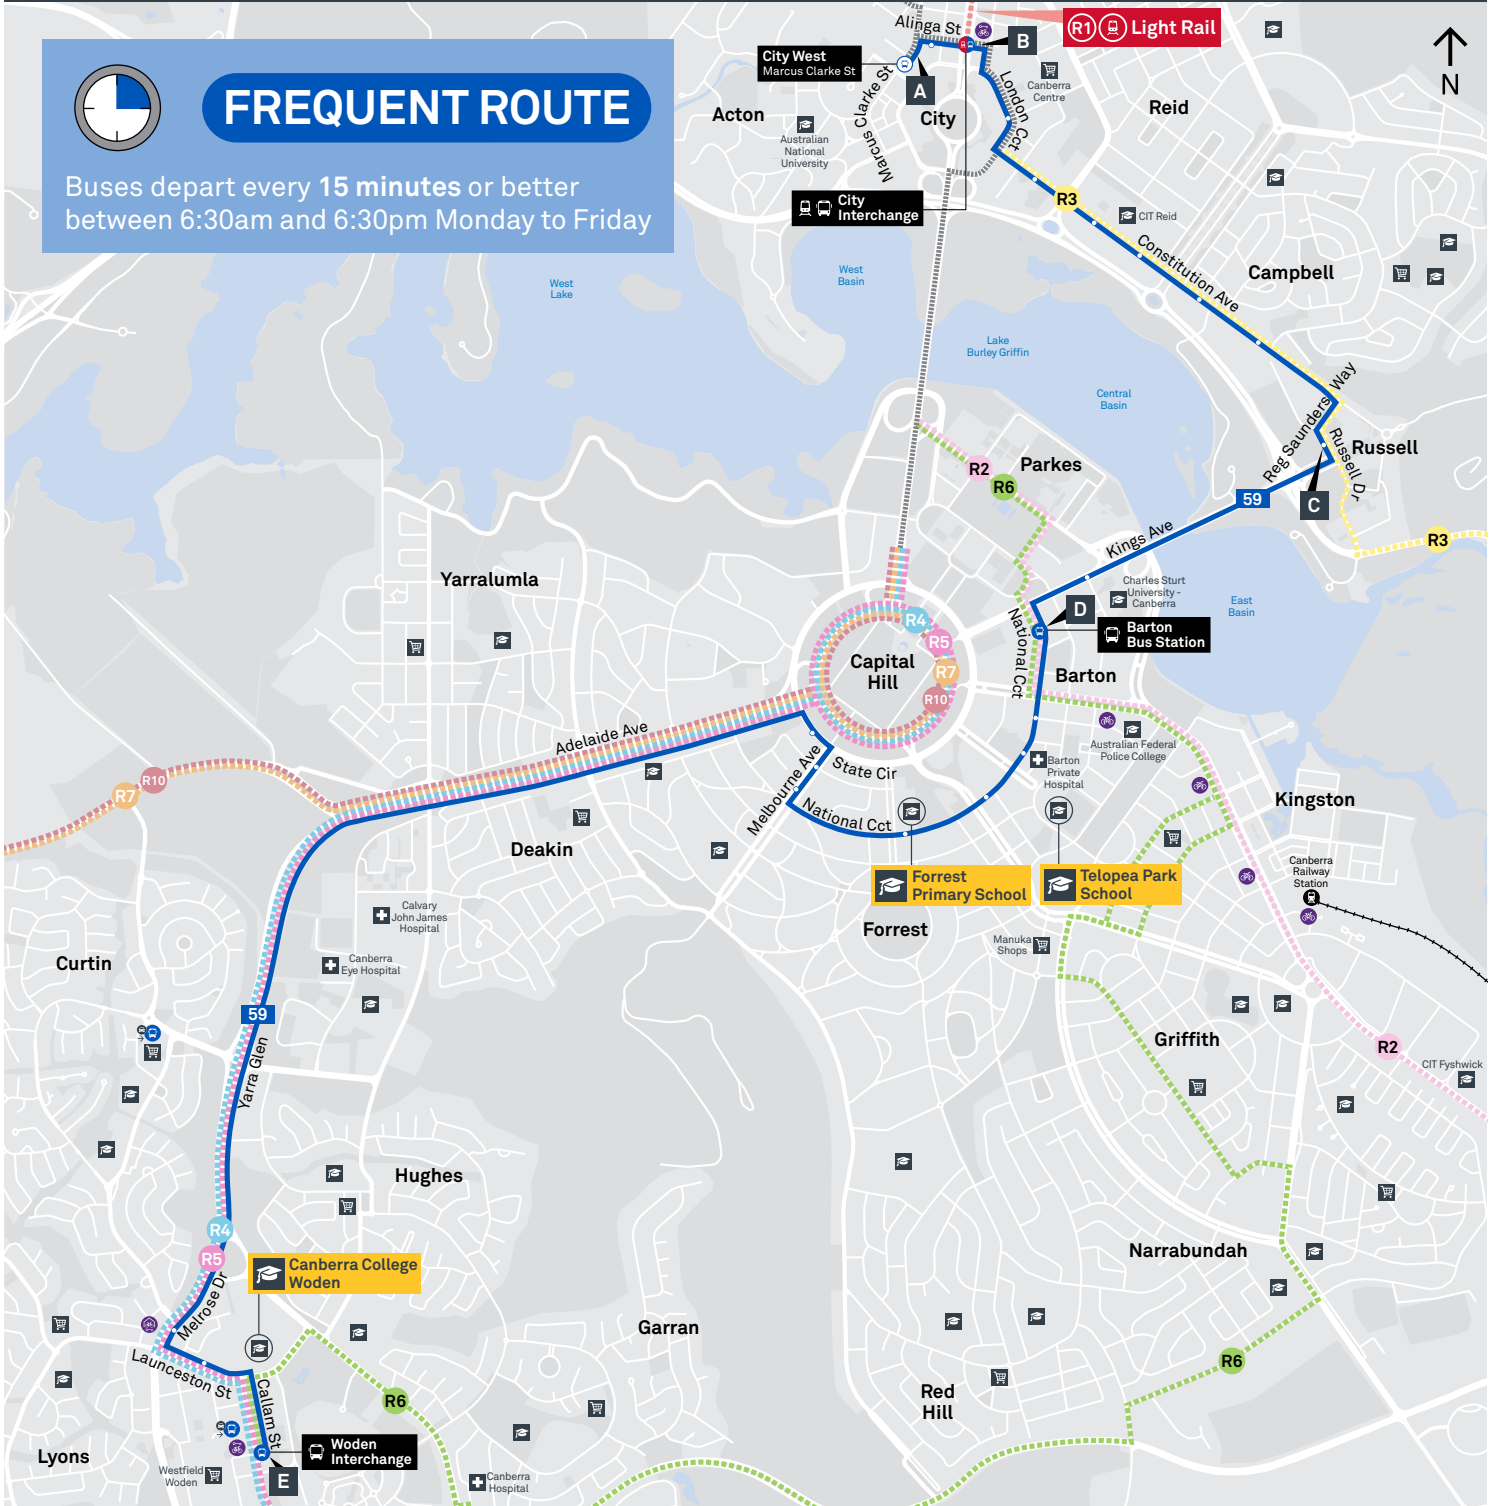 FREQUENT ROUTE
Buses depart every 15 minutes or better
between 6:30am and 6:30pm Monday to Friday
Alinga St
R1 Light Rail
N
City West
Marcus Clarke St
A
B
Marcus Clarke St
London Cct
Canberra
Centre
Acton
City
Reid
Australian
National
University
City
Interchange
R3
CIT Reid
Constitution Ave
Campbell
West
Lake
West
Basin
Lake
Burley Griffin
Central
Basin
Reg Saunders Way
Russell Dr
Russell
R2
R6
Parkes
59
C
R3
Kings Ave
Yarralumla
Charles Sturt
University -
Canberra
East
Basin
D
Barton
Bus Station
National Cct
R4
R5
R7
R10
Capital
Hill
Barton
Adelaide Ave
Australian Federal
Police College
State Cir
Melbourne Ave
National Cct
Barton
Private
Hospital
R10
R7
Kingston
Deakin
Forrest
Primary School
Telopea Park
School
Canberra
Railway
Station
Calvary
John James
Hospital
Forrest
Manuka
Shops
Curtin
Canberra
Eye Hospital
59
Yarra Glen
Griffith
R2
CIT Fyshwick
Hughes
R4
R5
Canberra College
Woden
Melrose Dr
Narrabundah
Launceston St
Callam St
Garran
R6
R6
Red
Hill
Lyons
Westfield
Woden
Woden
Interchange
E
Canberra
Hospital